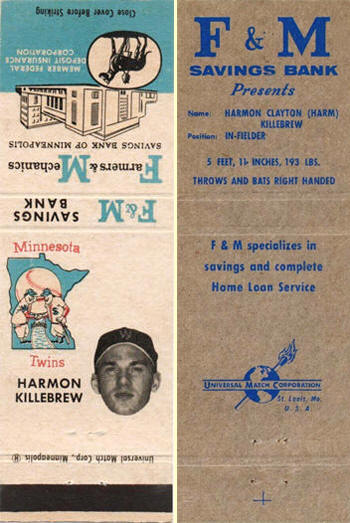 Close Cover Before Striking
MEMBER FEDERAL
DEPOSIT INSURANCE
CORPORATION
SAVINGS BANK OF MINNEAPOLIS
Farmers & Mechanics
F&M
SAVINGS
BANK
Minnesota
Twins
HARMON
KILLEBREW
Universal Match Corp., Minneapolis
F & M
SAVINGS BANK
Presents
Name: HARMON CLAYTON (HARM)
KILLEBREW
Position: IN-FIELDER
5 FEET, 11- INCHES, 193 LBS.
THROWS AND BATS RIGHT HANDED
F & M specializes in
savings and complete
Home Loan Service
UNIVERSAL MATCH CORPORATION
St. Louis, Mo.
U. S. A.